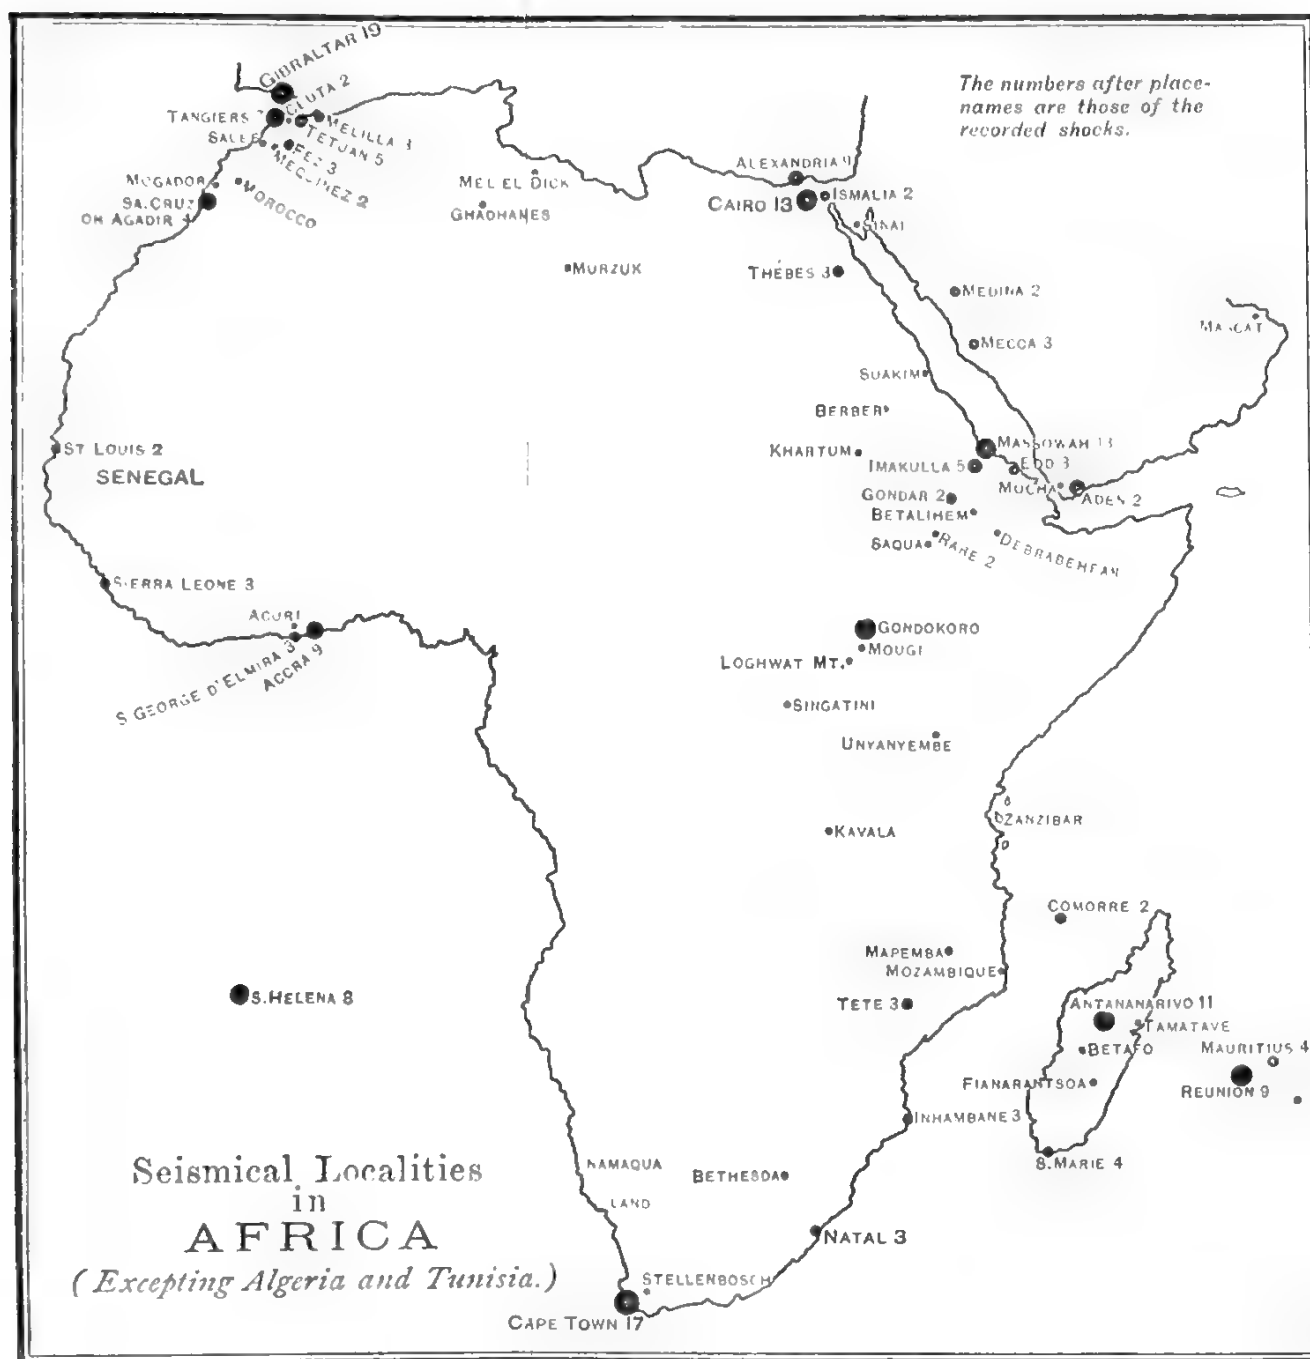 GIBRALTAR 19
CEUTA 2
TANGIERS
MELILLA 3
TETUAN 5
SALEE
FEZ 3
MEQUINEZ 2
MOGADOR
MOROCCO
SA. CRUZ
OR AGADIR 4
The numbers after place-
names are those of the
recorded shocks.
MEL EL DICK
GHADHAMES
MURZUK
ALEXANDRIA 9
ISMALIA 2
CAIRO 13
SINAI
THÉBES 3
MEDINA 2
MECCA 3
MASCAT
SUAKIM
BERBER
KHARTUM
MASSOWAH 13
IMAKULLA 5
EDD 3
MOCHA
ADEN 2
GONDAR 2
BETALIHEM
SAQUA
RARE 2
ST LOUIS 2
SENEGAL
SIERRA LEONE 3
ACURI
S. GEORGE D'ELMIRA 3
ACCRA 9
GONDOKORO
MOUGI
LOGHWAT MT.
SINGATINI
UNYANYEMBE
ZANZIBAR
KAVALA
COMORRE 2
MAPEMBA
MOZAMBIQUE
TETE 3
S. HELENA 8
ANTANANARIVO 11
TAMATAVE
BETAFO
MAURITIUS 4
FIANARANTSOA
REUNION 9
INHAMBANE 3
S. MARIE 4
NAMAQUA
LAND
BETHESDA
NATAL 3
STELLENBOSCH
CAPE TOWN 17
Seismical Localities
in
AFRICA
(Excepting Algeria and Tunisia.)